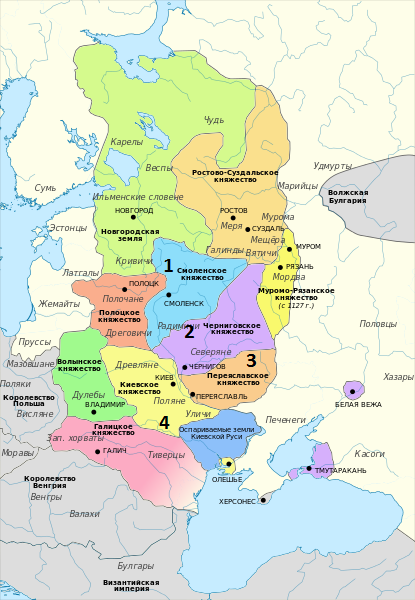 Чудь
Карелы
Веспы
Ростово-Суздальское
княжество
Удмурты
Марийцы
Волжская
Булгария
Сумь
Ильменские словене
НОВГОРОД
РОСТОВ
Мурома
Меря
СУЗДАЛЬ
Эстонцы
Новгородская
земля
Мещёра
МУРОМ
Голинды
Вятичи
Кривичи
1
Смоленское
княжество
РЯЗАНЬ
Латгалы
Мордва
ПОЛОЦК
Полочане
Муромо-Рязанское
княжество
(с 1127 г.)
Жемайты
СМОЛЕНСК
Полоцкое
княжество
Радимичи
2
Черниговское
княжество
Половцы
Дреговичи
Пруссы
Северяне
3
Мазовшане
Волынское
княжество
Древляне
ЧЕРНИГОВ
Переяславское
княжество
Хазары
Поляки
КИЕВ
Киевское
княжество
Королевство
Польша
Дулебы
Поляне
ПЕРЕЯСЛАВЛЬ
БЕЛАЯ ВЕЖА
ВЛАДИМИР
Висляне
Уличи
Печенеги
4
Галицкое
княжество
Оспариваемые земли
Киевской Руси
Зап. хорваты
Моравы
ГАЛИЧ
Тиверцы
Касоги
ТМУТАРАКАНЬ
Королевство
Венгрия
ОЛЕШЬЕ
Венгры
ХЕРСОНЕС
Валахи
Булгары
Византийская
империя